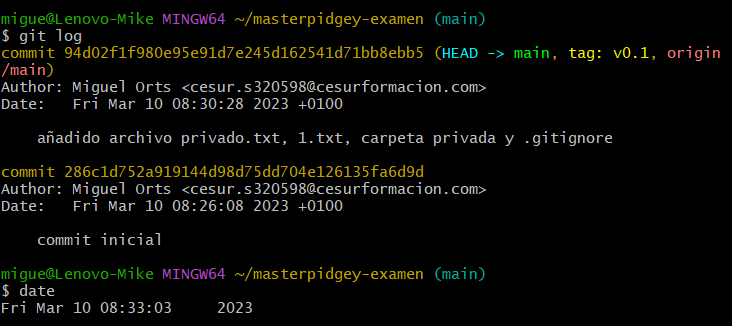 migue@Lenovo-Mike MINGW64 ~/masterpidgey-examen (main)
$ git log
commit 94d02f1f980e95e91d7e245d162541d71bb8ebb5 (HEAD -> main, tag: v0.1, origin
/main)
Author: Miguel Orts <cesur.s320598@cesurformacion.com>
Date:   Fri Mar 10 08:30:28 2023 +0100
    añadido archivo privado.txt, 1.txt, carpeta privada y .gitignore
commit 286c1d752a919144d98d75dd704e126135fa6d9d
Author: Miguel Orts <cesur.s320598@cesurformacion.com>
Date:   Fri Mar 10 08:26:08 2023 +0100
    commit inicial
migue@Lenovo-Mike MINGW64 ~/masterpidgey-examen (main)
$ date
Fri Mar 10 08:33:03     2023